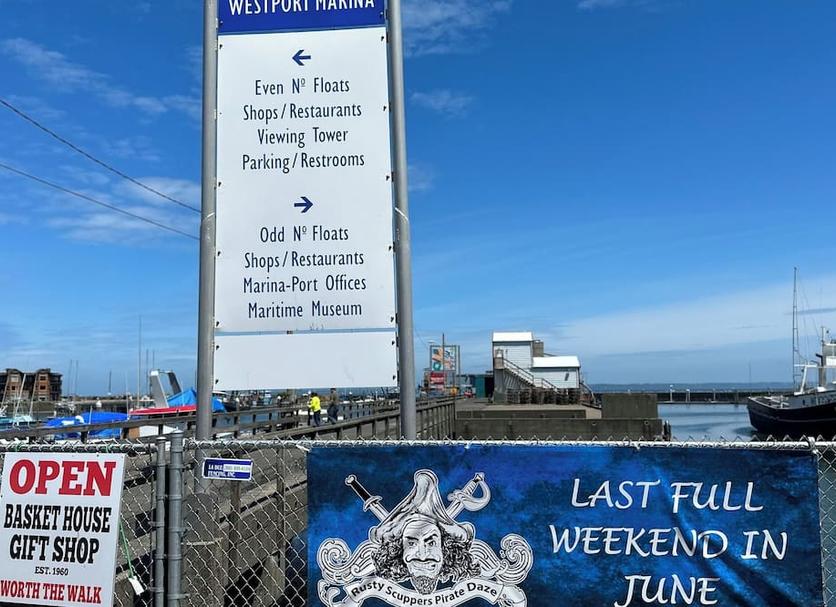 WESTPORT MARINA
←
Even Nº Floats
Shops/Restaurants
Viewing Tower
Parking/Restrooms
→
Odd Nº Floats
Shops/Restaurants
Marina-Port Offices
Maritime Museum
OPEN
BASKET HOUSE
GIFT SHOP
EST. 1960
WORTH THE WALK
FENCING, INC.
Rusty Scuppers Pirate Daze
LAST FULL
WEEKEND IN
JUNE